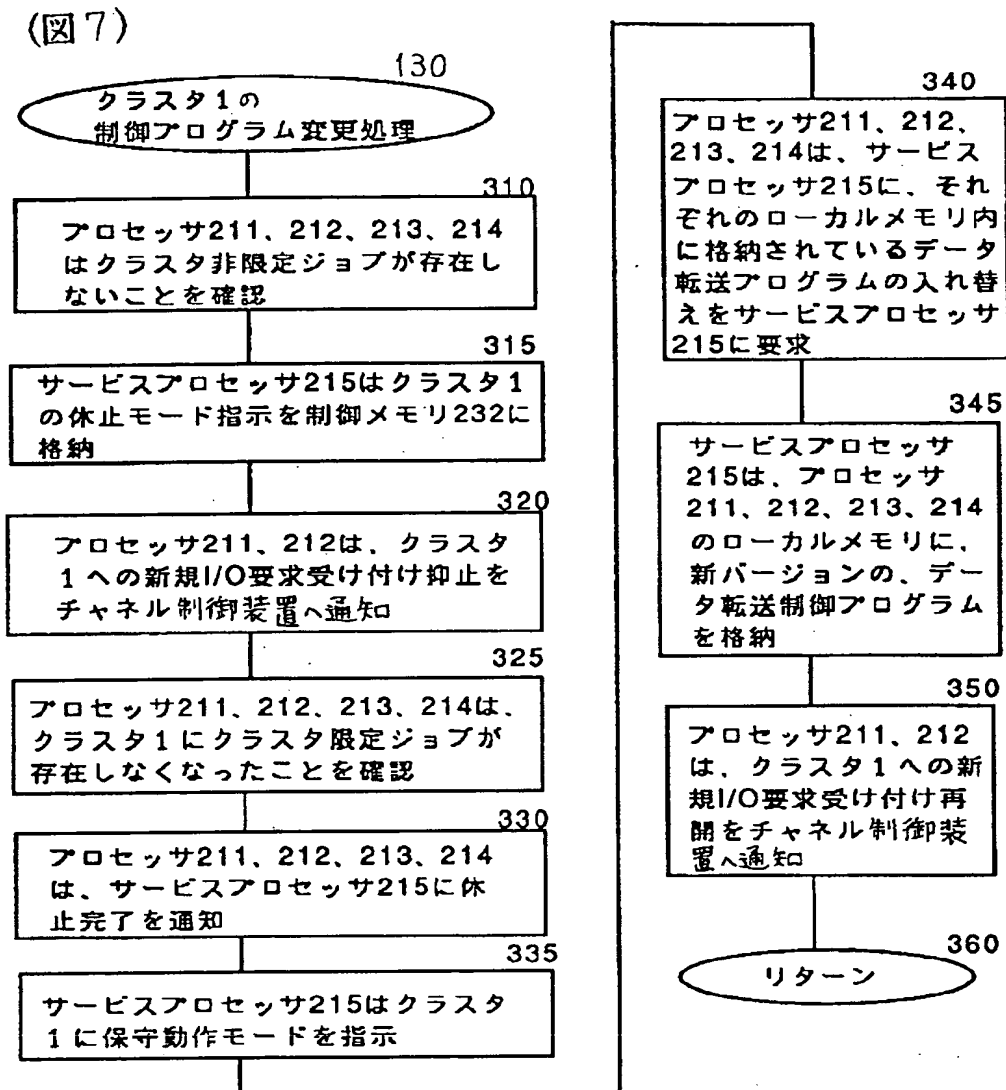 (図7)
130
クラスタ1の
制御プログラム変更処理
310
プロセッサ211、212、213、214
はクラスタ非限定ジョブが存在し
ないことを確認
315
サービスプロセッサ215はクラスタ1
の休止モード指示を制御メモリ232に
格納
320
プロセッサ211、212は、クラスタ
1への新規I/O要求受け付け抑止を
チャネル制御装置へ通知
325
プロセッサ211、212、213、214は、
クラスタ1にクラスタ限定ジョブが
存在しなくなったことを確認
330
プロセッサ211、212、213、214
は、サービスプロセッサ215に休
止完了を通知
335
サービスプロセッサ215はクラスタ
1に保守動作モードを指示
340
プロセッサ211、212、
213、214は、サービス
プロセッサ215に、それ
ぞれのローカルメモリ内
に格納されているデータ
転送プログラムの入れ替
えをサービスプロセッサ
215に要求
345
サービスプロセッサ
215は、プロセッサ
211、212、213、214
のローカルメモリに、
新バージョンの、デー
タ転送制御プログラム
を格納
350
プロセッサ211、212
は、クラスタ1への新
規I/O要求受け付け再
開をチャネル制御装
置へ通知
360
リターン